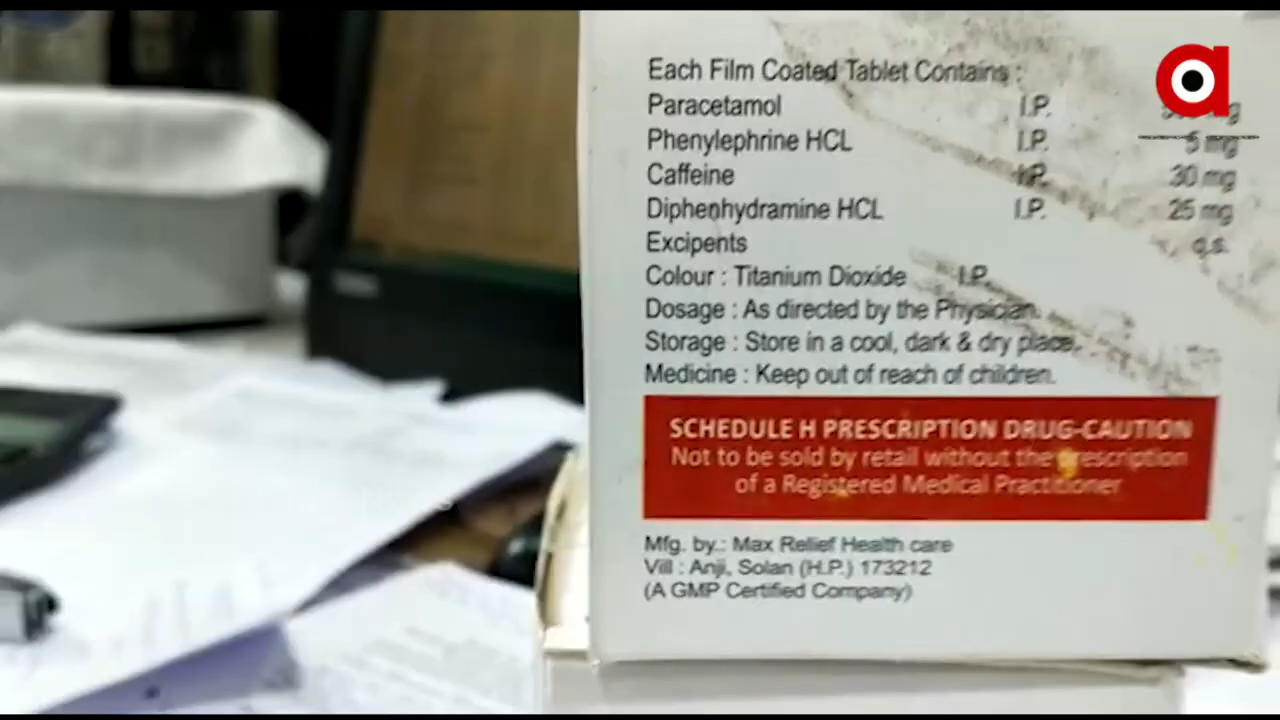 Each Film Coated Tablet Contains :
Paracetamol I.P. mg
Phenylephrine HCL I.P. 5 mg
Caffeine I.P. 30 mg
Diphenhydramine HCL I.P. 25 mg
Excipents q.s.
Colour : Titanium Dioxide I.P.
Dosage : As directed by the Physician.
Storage : Store in a cool, dark & dry place.
Medicine : Keep out of reach of children.
SCHEDULE H PRESCRIPTION DRUG-CAUTION
Not to be sold by retail without the prescription
of a Registered Medical Practitioner
Mfg. by.: Max Relief Health care
Vill : Anji, Solan (H.P.) 173212
(A GMP Certified Company)